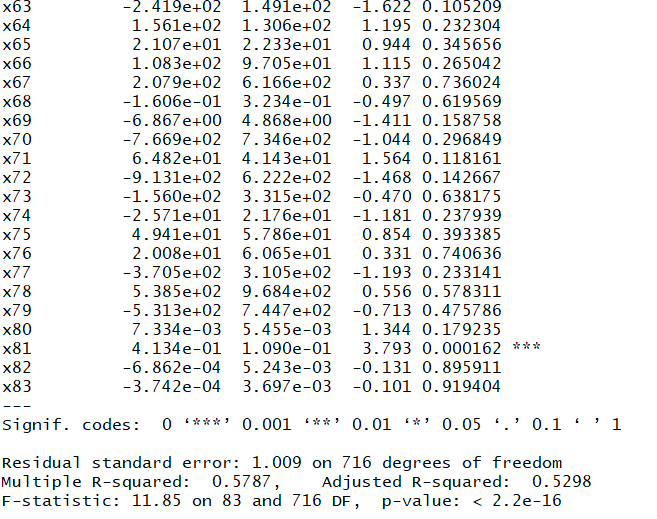 x63 -2.419e+02 1.491e+02 -1.622 0.105209
x64 1.561e+02 1.306e+02 1.195 0.232304
x65 2.107e+01 2.233e+01 0.944 0.345656
x66 1.083e+02 9.705e+01 1.115 0.265042
x67 2.079e+02 6.166e+02 0.337 0.736024
x68 -1.606e-01 3.234e-01 -0.497 0.619569
x69 -6.867e+00 4.868e+00 -1.411 0.158758
x70 -7.669e+02 7.346e+02 -1.044 0.296849
x71 6.482e+01 4.143e+01 1.564 0.118161
x72 -9.131e+02 6.222e+02 -1.468 0.142667
x73 -1.560e+02 3.315e+02 -0.470 0.638175
x74 -2.571e+01 2.176e+01 -1.181 0.237939
x75 4.941e+01 5.786e+01 0.854 0.393385
x76 2.008e+01 6.065e+01 0.331 0.740636
x77 -3.705e+02 3.105e+02 -1.193 0.233141
x78 5.385e+02 9.684e+02 0.556 0.578311
x79 -5.313e+02 7.447e+02 -0.713 0.475786
x80 7.334e-03 5.455e-03 1.344 0.179235
x81 4.134e-01 1.090e-01 3.793 0.000162 ***
x82 -6.862e-04 5.243e-03 -0.131 0.895911
x83 -3.742e-04 3.697e-03 -0.101 0.919404
---
Signif. codes: 0 ‘***’ 0.001 ‘**’ 0.01 ‘*’ 0.05 ‘.’ 0.1 ‘ ’ 1
Residual standard error: 1.009 on 716 degrees of freedom
Multiple R-squared: 0.5787, Adjusted R-squared: 0.5298
F-statistic: 11.85 on 83 and 716 DF, p-value: < 2.2e-16